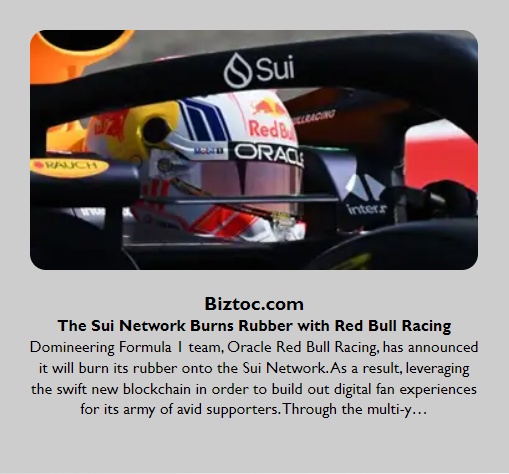 Sui
Red Bull
BULLRACING
Mobil 1
ORACLE
RAUCH
inter.r
Biztoc.com
The Sui Network Burns Rubber with Red Bull Racing
Domineering Formula 1 team, Oracle Red Bull Racing, has announced
it will burn its rubber onto the Sui Network. As a result, leveraging
the swift new blockchain in order to build out digital fan experiences
for its army of avid supporters. Through the multi-y…